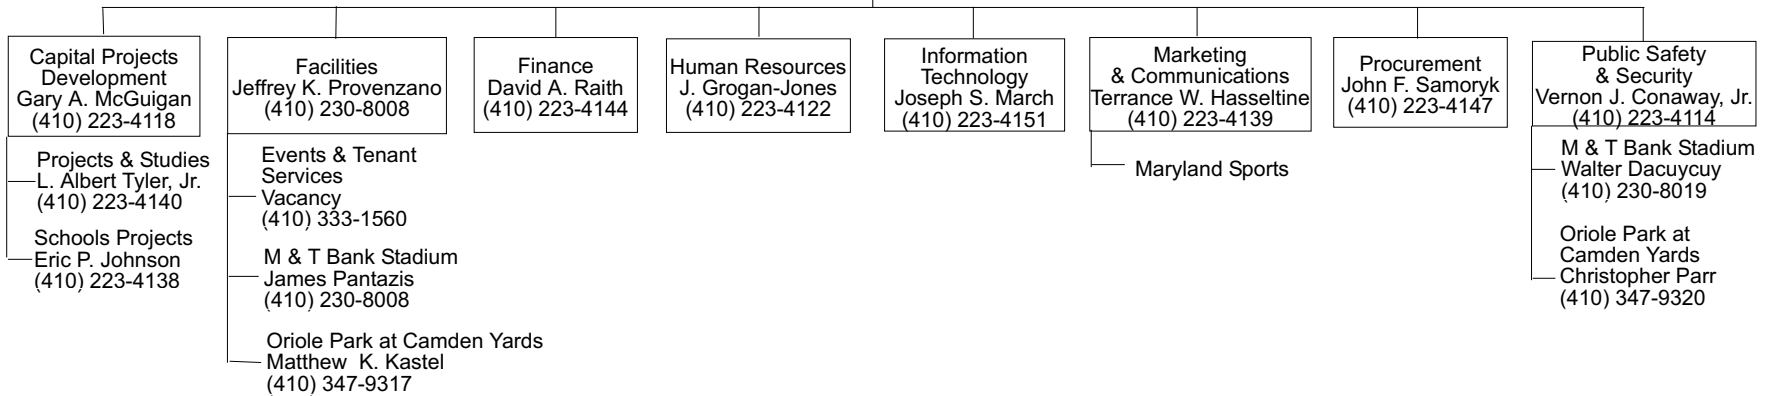 Capital Projects
Development
Gary A. McGuigan
(410) 223-4118
Projects & Studies
L. Albert Tyler, Jr.
(410) 223-4140
Schools Projects
Eric P. Johnson
(410) 223-4138
Facilities
Jeffrey K. Provenzano
(410) 230-8008
Events & Tenant
Services
Vacancy
(410) 333-1560
M & T Bank Stadium
James Pantazis
(410) 230-8008
Oriole Park at Camden Yards
Matthew K. Kastel
(410) 347-9317
Finance
David A. Raith
(410) 223-4144
Human Resources
J. Grogan-Jones
(410) 223-4122
Information
Technology
Joseph S. March
(410) 223-4151
Marketing
& Communications
Terrance W. Hasseltine
(410) 223-4139
Maryland Sports
Procurement
John F. Samoryk
(410) 223-4147
Public Safety
& Security
Vernon J. Conaway, Jr.
(410) 223-4114
M & T Bank Stadium
Walter Dacuycuy
(410) 230-8019
Oriole Park at
Camden Yards
Christopher Parr
(410) 347-9320